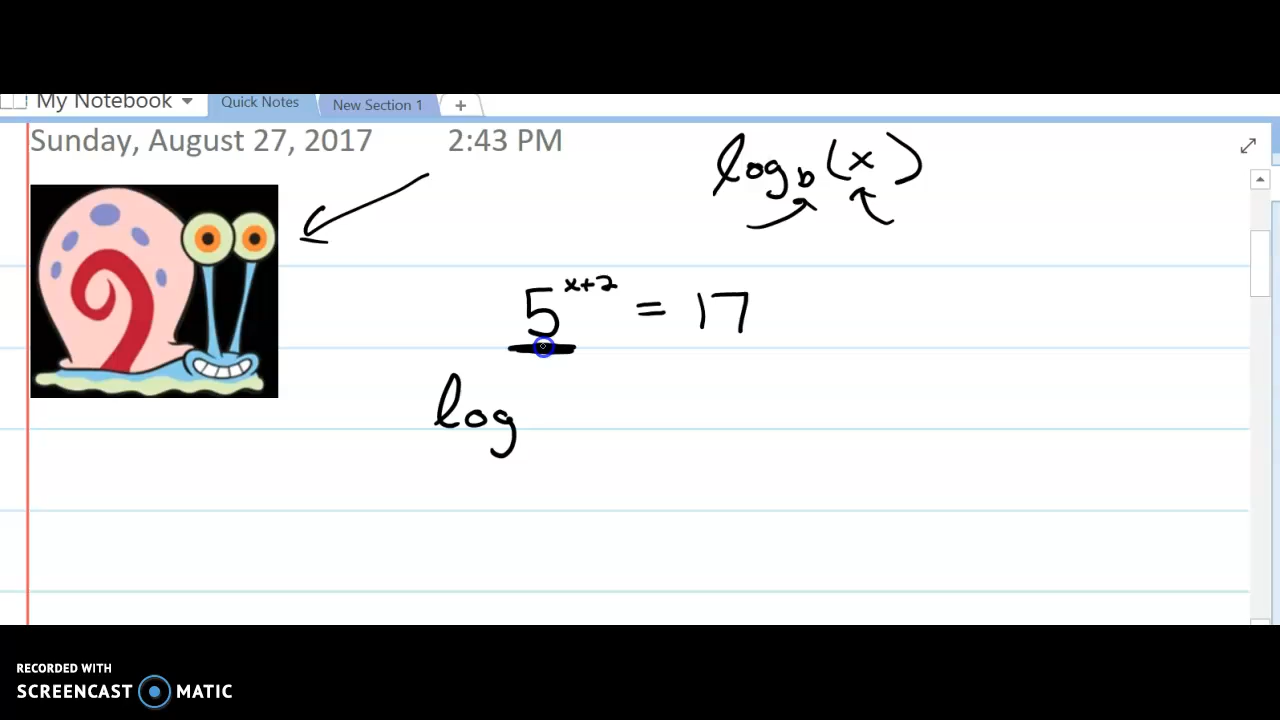 My Notebook
Quick Notes
New Section 1
+
Sunday, August 27, 2017 2:43 PM
log_b(x)
5^{x+2} = 17
log
RECORDED WITH
SCREENCAST MATIC